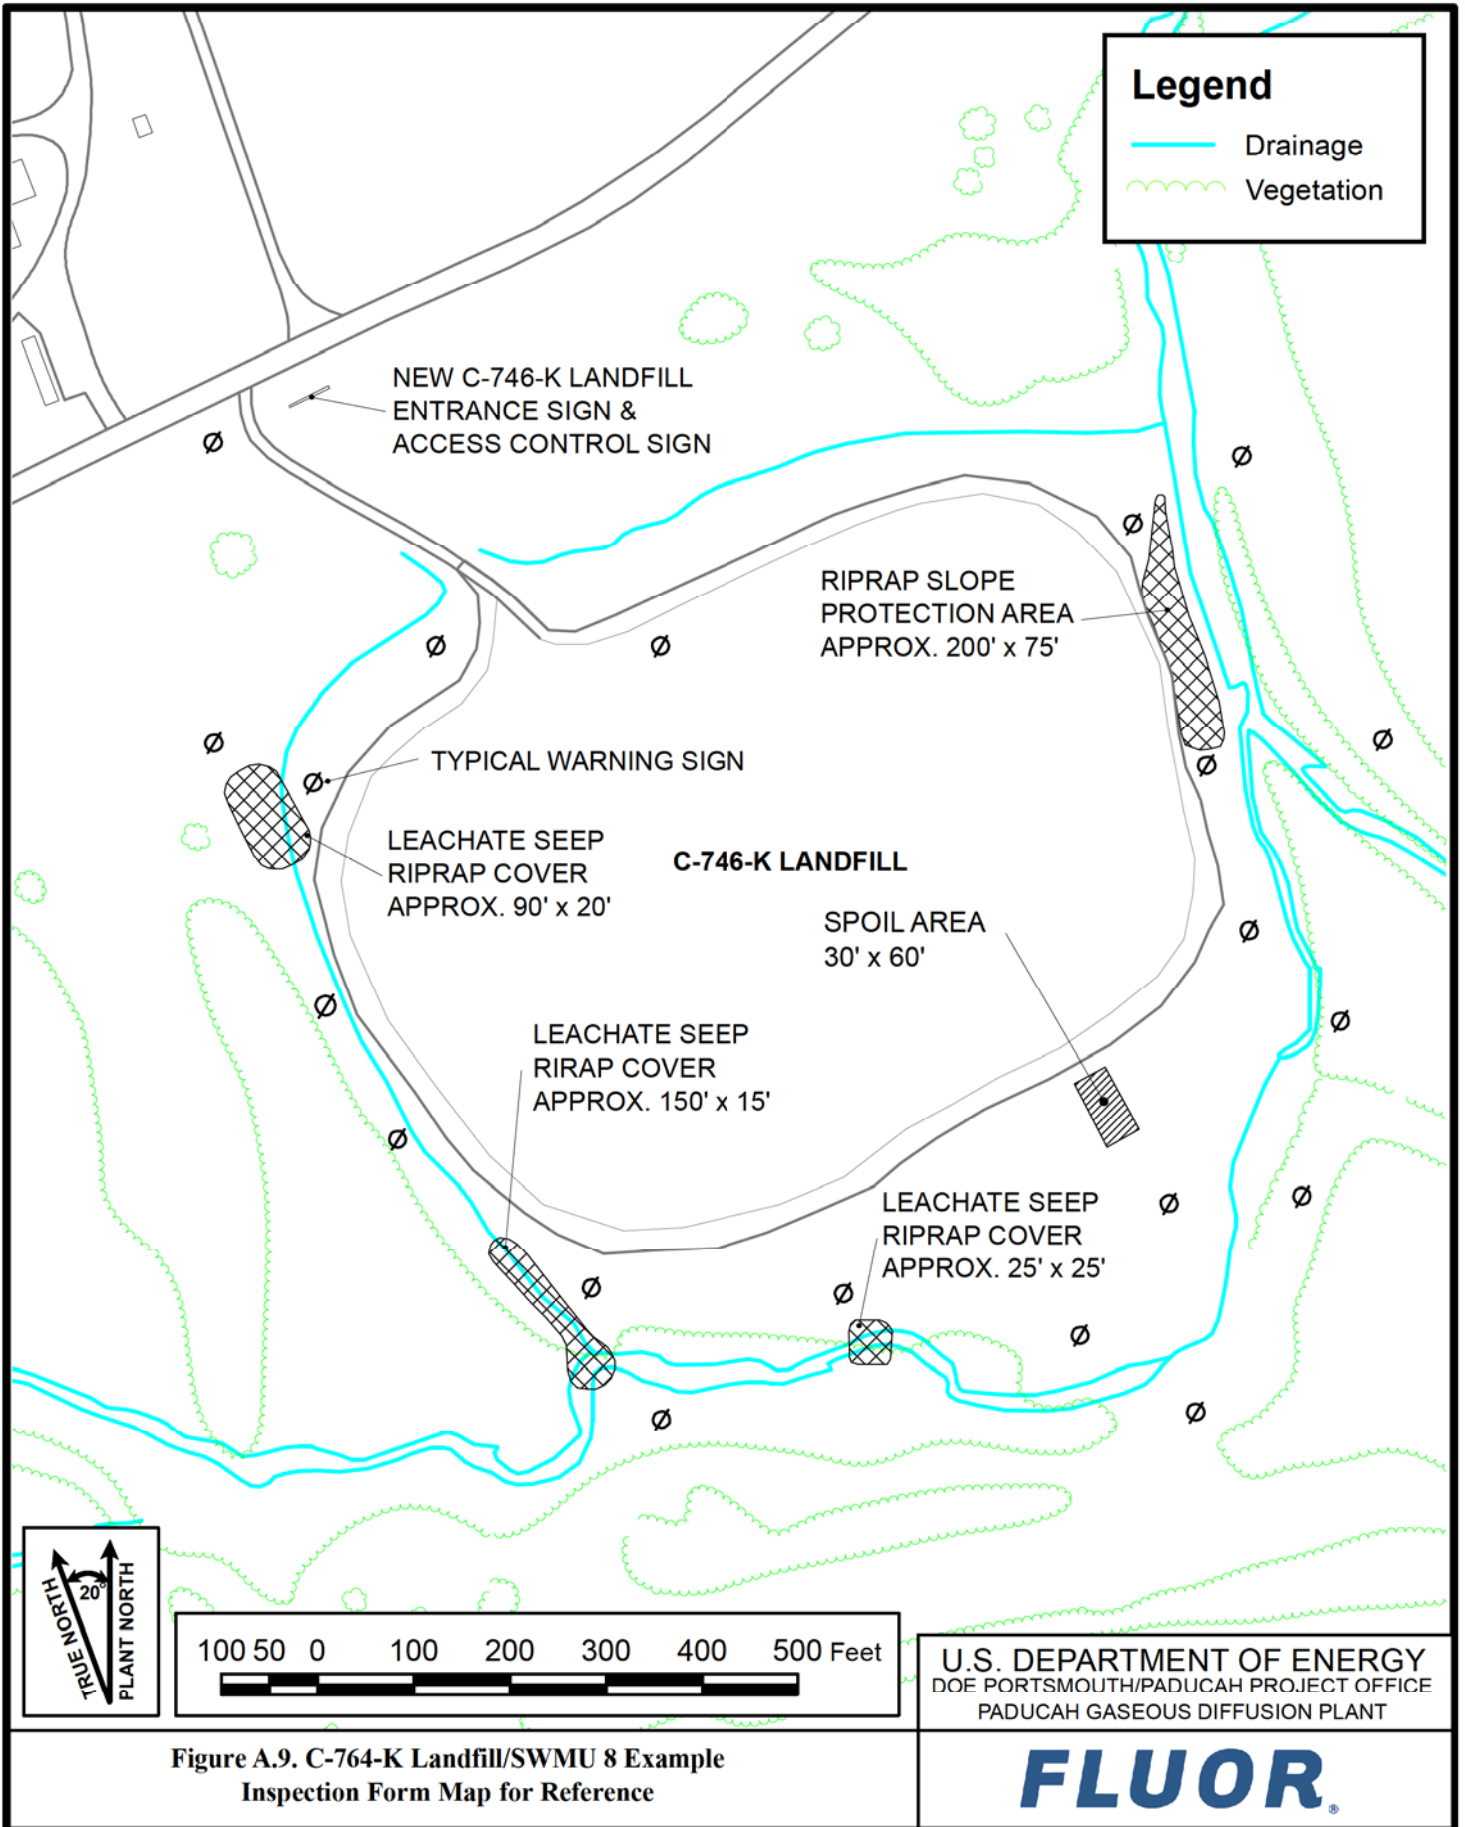 Legend
Drainage
Vegetation
NEW C-746-K LANDFILL
ENTRANCE SIGN &
ACCESS CONTROL SIGN
RIPRAP SLOPE
PROTECTION AREA
APPROX. 200' x 75'
TYPICAL WARNING SIGN
LEACHATE SEEP
RIPRAP COVER
APPROX. 90' x 20'
C-746-K LANDFILL
SPOIL AREA
30' x 60'
LEACHATE SEEP
RIRAP COVER
APPROX. 150' x 15'
LEACHATE SEEP
RIPRAP COVER
APPROX. 25' x 25'
20°
TRUE NORTH
PLANT NORTH
100 50 0 100 200 300 400 500 Feet
U.S. DEPARTMENT OF ENERGY
DOE PORTSMOUTH/PADUCAH PROJECT OFFICE
PADUCAH GASEOUS DIFFUSION PLANT
Figure A.9. C-764-K Landfill/SWMU 8 Example
Inspection Form Map for Reference
FLUOR®